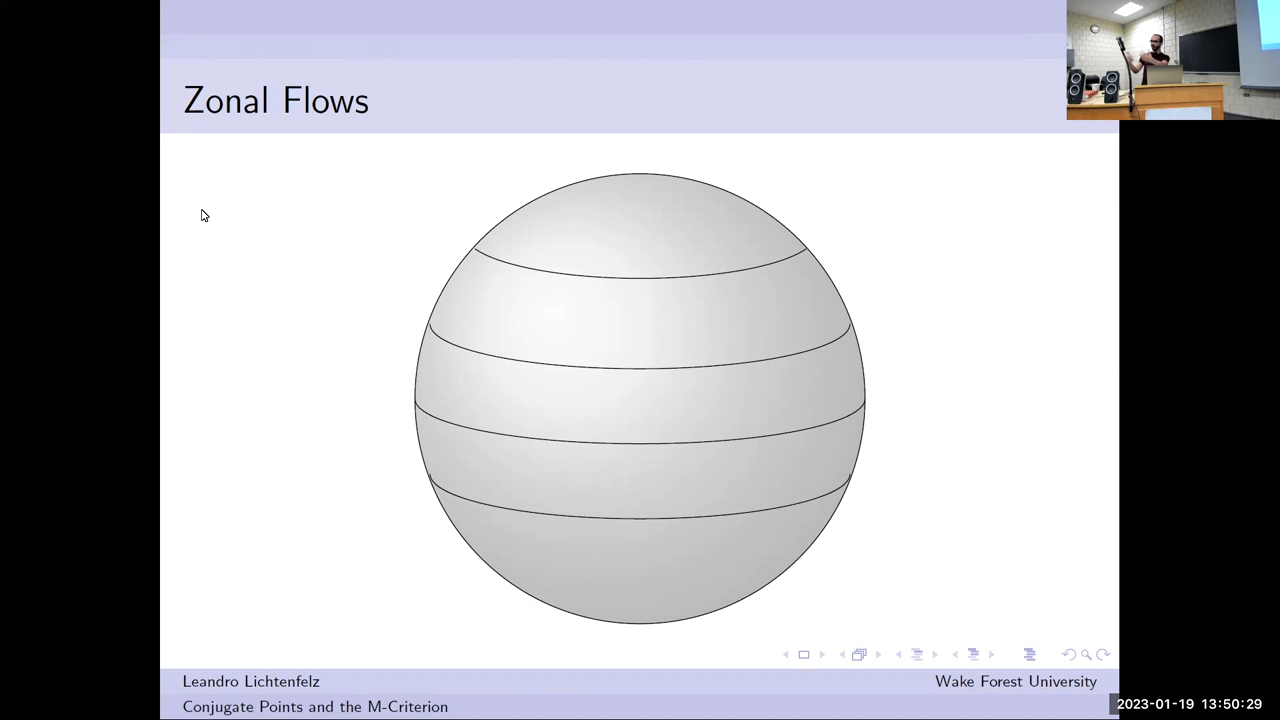 Zonal Flows
Leandro Lichtenfelz
Wake Forest University
Conjugate Points and the M-Criterion
2023-01-19 13:50:29